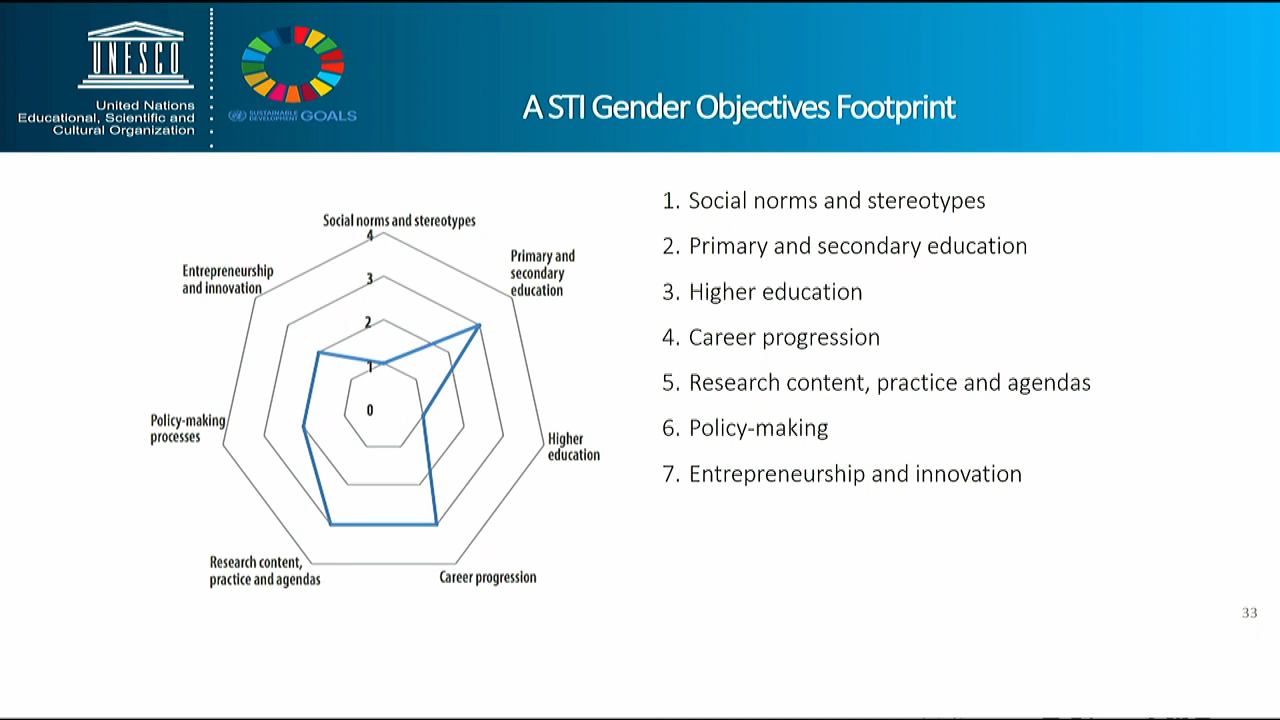 UNESCO
United Nations
Educational, Scientific and
Cultural Organization
SUSTAINABLE
DEVELOPMENT GOALS
A STI Gender Objectives Footprint
Social norms and stereotypes
4
3
2
1
0
Primary and
secondary
education
Higher
education
Career progression
Research content,
practice and agendas
Policy-making
processes
Entrepreneurship
and innovation
1. Social norms and stereotypes
2. Primary and secondary education
3. Higher education
4. Career progression
5. Research content, practice and agendas
6. Policy-making
7. Entrepreneurship and innovation
33